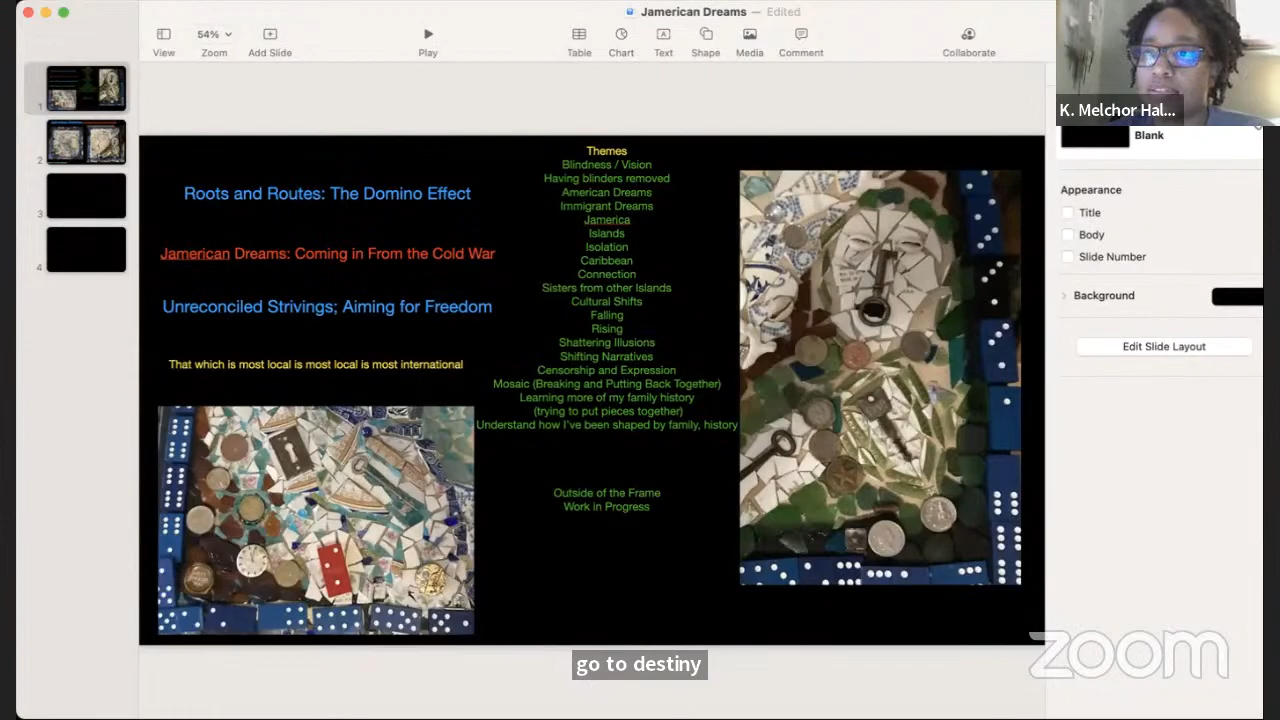 Jamerican Dreams — Edited
54%
View
Zoom
Add Slide
Play
Table
Chart
Text
Shape
Media
Comment
Collaborate
K. Melchor Hal...
1
2
3
4
Roots and Routes: The Domino Effect
Jamerican Dreams: Coming in From the Cold War
Unreconciled Strivings; Aiming for Freedom
That which is most local is most local is most international
Themes
Blindness / Vision
Having blinders removed
American Dreams
Immigrant Dreams
Jamerica
Islands
Isolation
Caribbean
Connection
Sisters from other Islands
Cultural Shifts
Falling
Rising
Shattering Illusions
Shifting Narratives
Censorship and Expression
Mosaic (Breaking and Putting Back Together)
Learning more of my family history
(trying to put pieces together)
Understand how I've been shaped by family, history
Outside of the Frame
Work in Progress
Blank
Appearance
Title
Body
Slide Number
Background
Edit Slide Layout
go to destiny
zoom